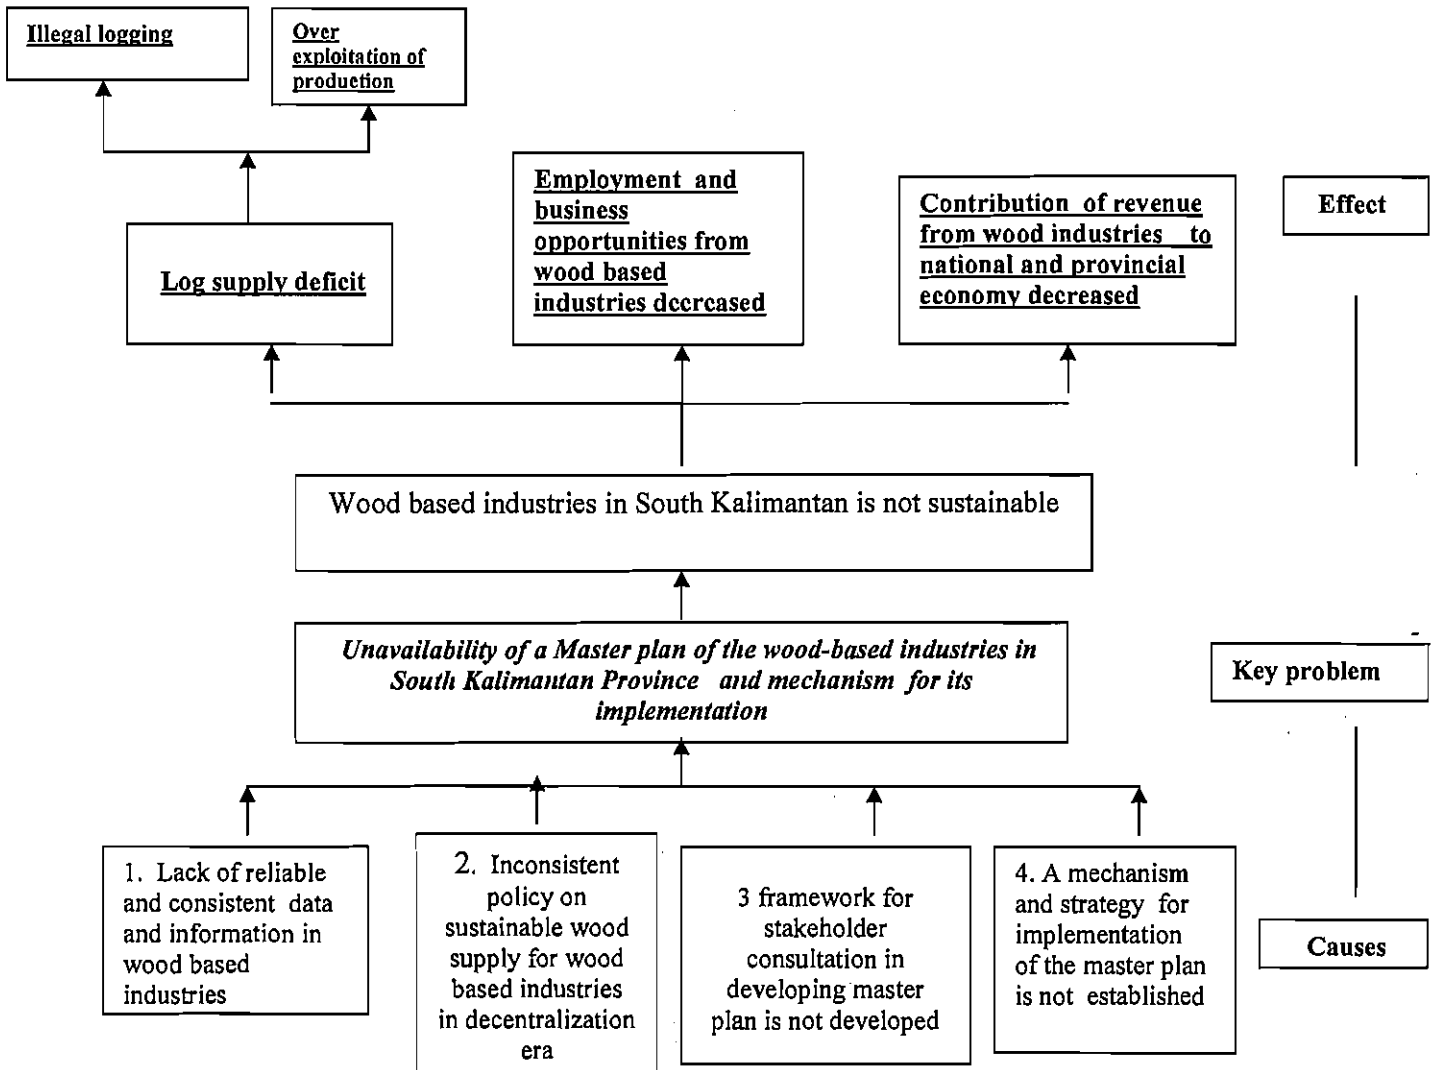 Illegal logging
Over
exploitation of
production
Employment and
business
opportunities from
wood based
industries decreased
Contribution of revenue
from wood industries to
national and provincial
economy decreased
Effect
Log supply deficit
Wood based industries in South Kalimantan is not sustainable
Unavailability of a Master plan of the wood-based industries in
South Kalimantan Province and mechanism for its
implementation
Key problem
1. Lack of reliable
and consistent data
and information in
wood based
industries
2. Inconsistent
policy on
sustainable wood
supply for wood
based industries
in decentralization
era
3 framework for
stakeholder
consultation in
developing master
plan is not developed
4. A mechanism
and strategy for
implementation
of the master plan
is not established
Causes